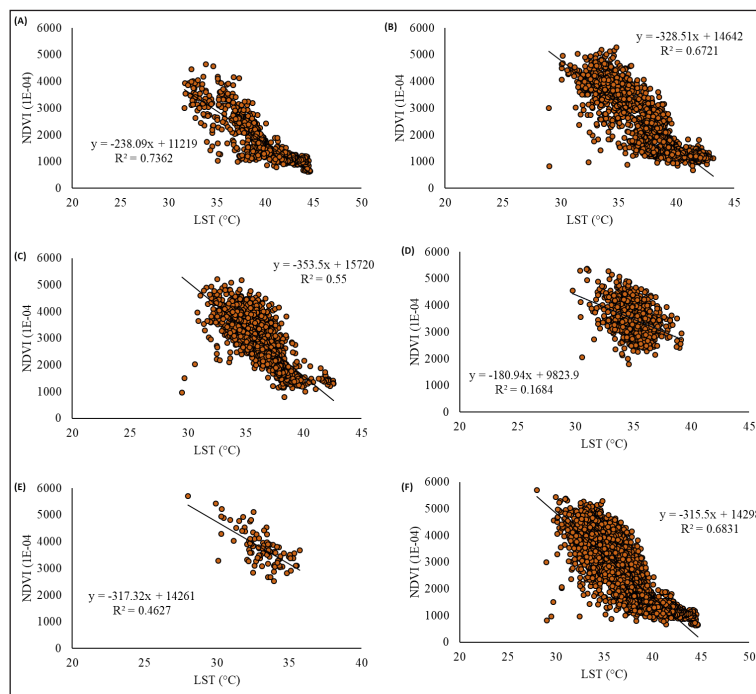 (A)
6000
5000
4000
3000
2000
1000
0
NDVI (1E-04)
y = -238.09x + 11219
R² = 0.7362
20 25 30 35 40 45 50
LST (°C)
(B)
6000
5000
4000
3000
2000
1000
0
NDVI (1E-04)
y = -328.51x + 14642
R² = 0.6721
20 25 30 35 40 45
LST (°C)
(C)
6000
5000
4000
3000
2000
1000
0
NDVI (1E-04
y = -353.5x + 15720
R² = 0.55
20 25 30 35 40 45
LST (°C)
(D)
6000
5000
4000
3000
2000
1000
0
NDVI (1E-04
y = -180.94x + 9823.9
R² = 0.1684
20 25 30 35 40 45
LST (°C)
(E)
6000
5000
4000
3000
2000
1000
0
NDVI (1E-04
y = -317.32x + 14261
R² = 0.4627
20 25 30 35 40
LST (°C)
(F)
6000
5000
4000
3000
2000
1000
0
NDVI (1E-04)
y = -315.5x + 14298
R² = 0.6831
20 25 30 35 40 45 50
LST (°C)